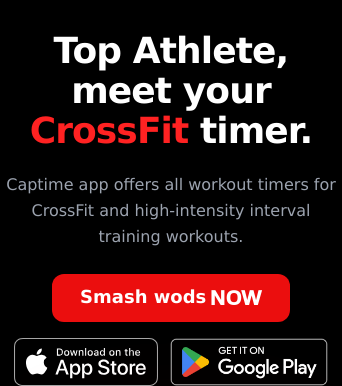 Top Athlete,
meet your
CrossFit timer.
Captime app offers all workout timers for
CrossFit and high-intensity interval
training workouts.
Smash wods NOW
Download on the
App Store
GET IT ON
Google Play